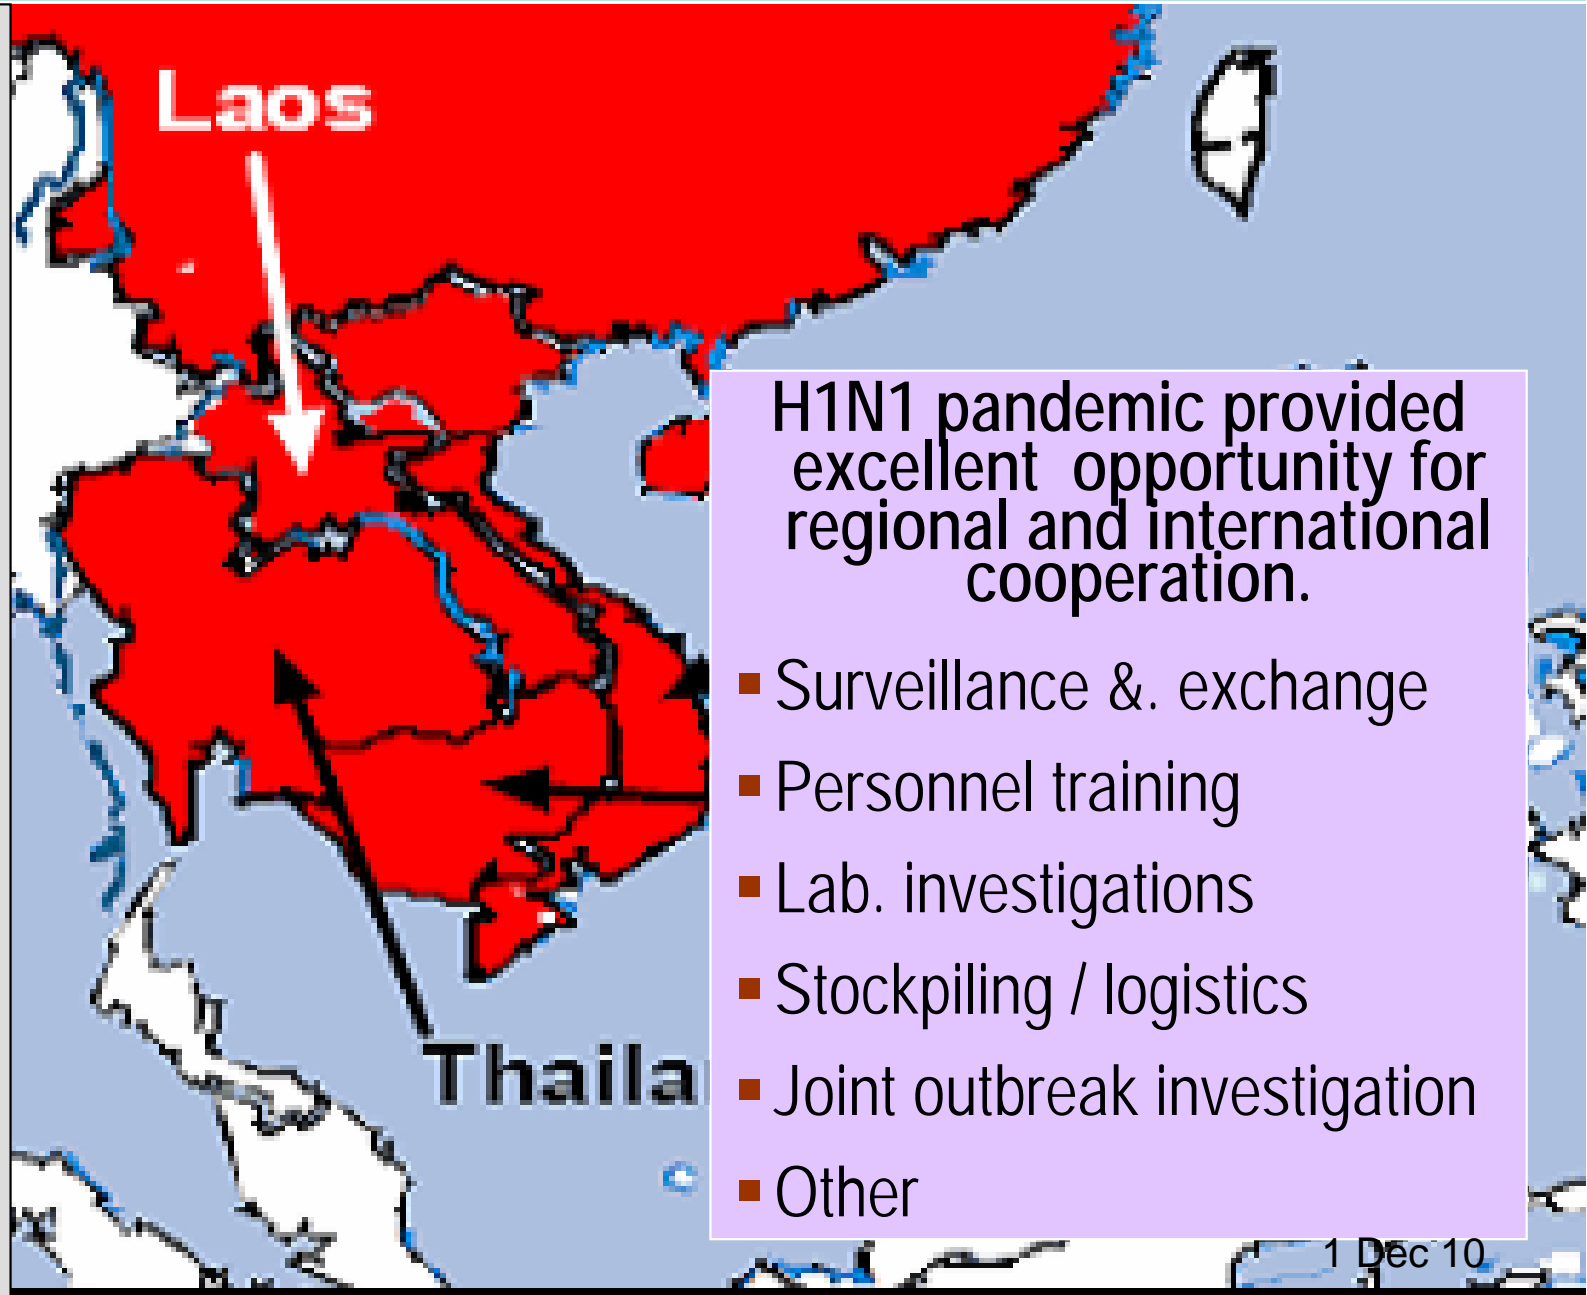 Laos
H1N1 pandemic provided
excellent opportunity for
regional and international
cooperation.
Surveillance &. exchange
Personnel training
Lab. investigations
Stockpiling / logistics
Joint outbreak investigation
Other
Thaila
1 Dec 10